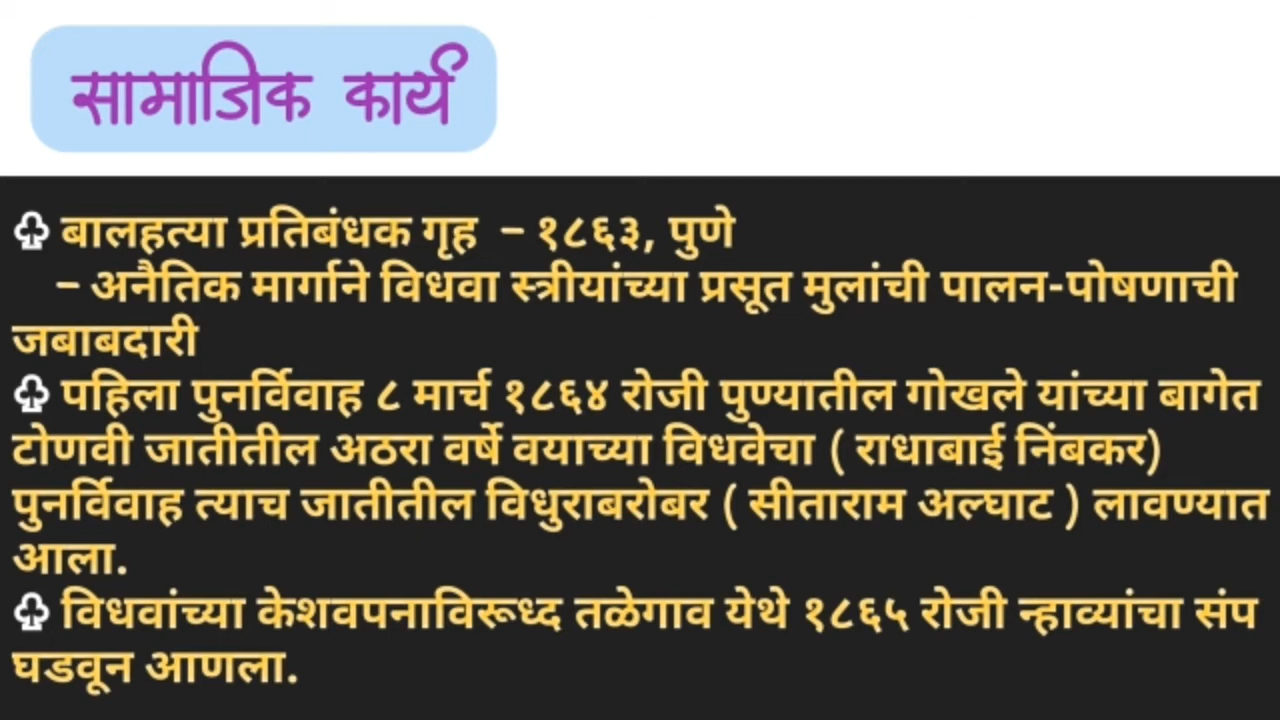 सामाजिक कार्य
♧ बालहत्या प्रतिबंधक गृह – १८६३, पुणे
– अनैतिक मार्गाने विधवा स्त्रीयांच्या प्रसूत मुलांची पालन-पोषणाची
जबाबदारी
♧ पहिला पुनर्विवाह ८ मार्च १८६४ रोजी पुण्यातील गोखले यांच्या बागेत
टोणवी जातीतील अठरा वर्षे वयाच्या विधवेचा ( राधाबाई निंबकर)
पुनर्विवाह त्याच जातीतील विधुराबरोबर ( सीताराम अल्घाट ) लावण्यात
आला.
♧ विधवांच्या केशवपनाविरूध्द तळेगाव येथे १८६५ रोजी न्हाव्यांचा संप
घडवून आणला.